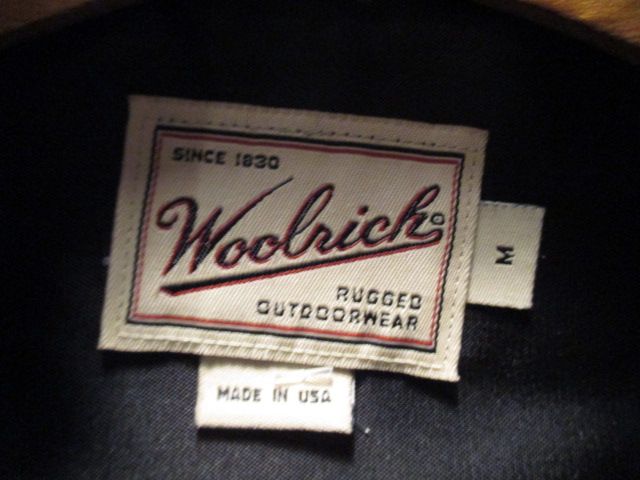 SINCE 1830
Woolrich®
RUGGED
OUTDOORWEAR
M
MADE IN USA